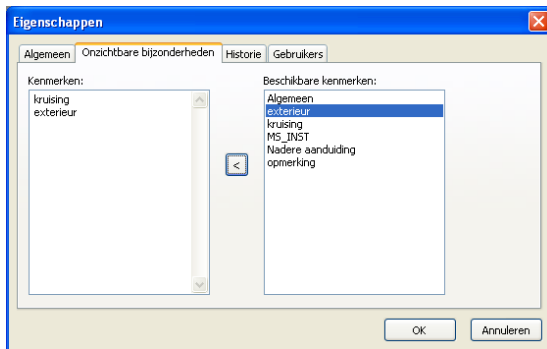 Eigenschappen
Algemeen Onzichtbare bijzonderheden Historie Gebruikers
Kenmerken:
kruising
exterieur
<
Beschikbare kenmerken:
Algemeen
exterieur
kruising
MS_INST
Nadere aanduiding
opmerking
OK Annuleren